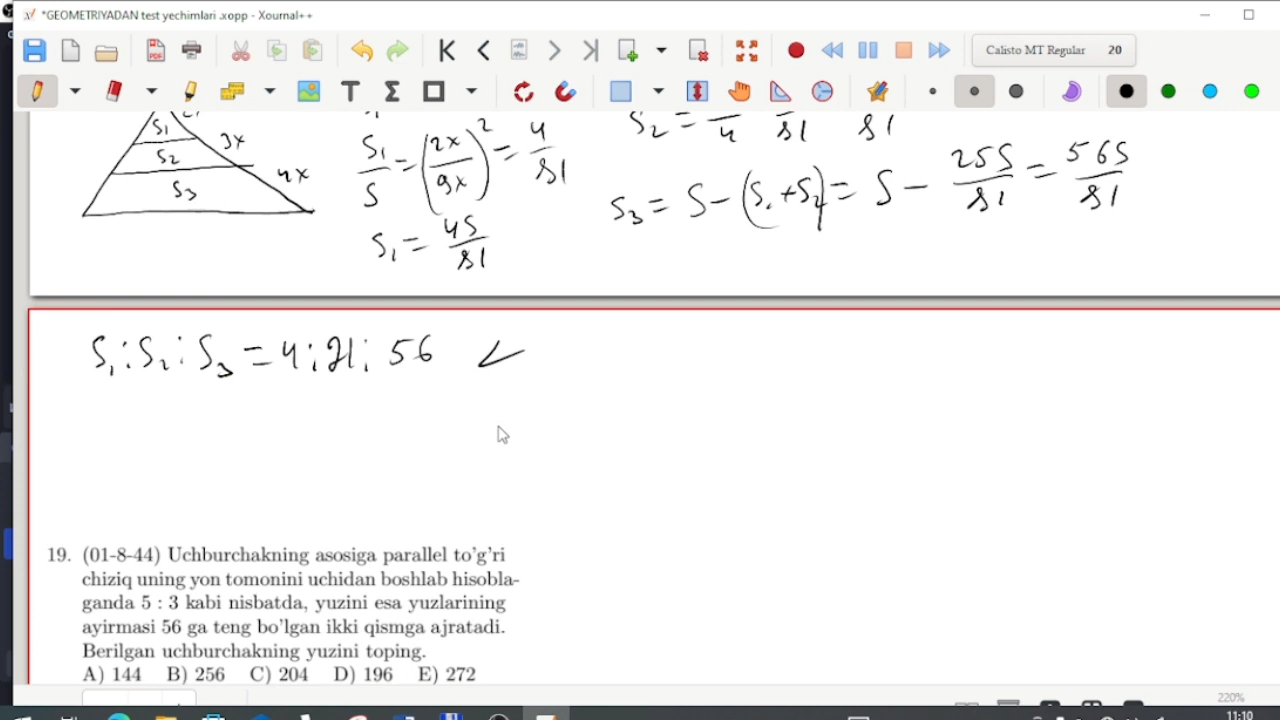 *GEOMETRIYADAN test yechimlari .xopp - Xournal++
Calisto MT Regular 20
S1
S2
S3
3x
4x
S1/S = (2x/9x)^2 = 4/81
S1 = 4S/81
S2 =
S3 = S - (S1 + S2) = S - 25S/81 = 56S/81
S1 : S2 : S3 = 4 : 21 : 56
19. (01-8-44) Uchburchakning asosiga parallel to'g'ri
chiziq uning yon tomonini uchidan boshlab hisobla-
ganda 5 : 3 kabi nisbatda, yuzini esa yuzlarining
ayirmasi 56 ga teng bo'lgan ikki qismga ajratadi.
Berilgan uchburchakning yuzini toping.
A) 144 B) 256 C) 204 D) 196 E) 272
220%
11:10